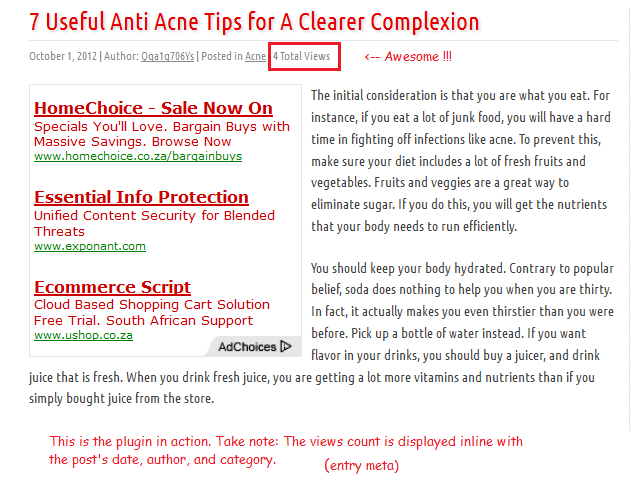 7 Useful Anti Acne Tips for A Clearer Complexion
October 1, 2012 | Author: Qqa1q706Ys | Posted in Acne 4 Total Views <-- Awesome !!!
HomeChoice - Sale Now On
Specials You'll Love. Bargain Buys with
Massive Savings. Browse Now
www.homechoice.co.za/bargainbuys
Essential Info Protection
Unified Content Security for Blended
Threats
www.exponant.com
Ecommerce Script
Cloud Based Shopping Cart Solution
Free Trial. South African Support
www.ushop.co.za
AdChoices
The initial consideration is that you are what you eat. For
instance, if you eat a lot of junk food, you will have a hard
time in fighting off infections like acne. To prevent this,
make sure your diet includes a lot of fresh fruits and
vegetables. Fruits and veggies are a great way to
eliminate sugar. If you do this, you will get the nutrients
that your body needs to run efficiently.
You should keep your body hydrated. Contrary to popular
belief, soda does nothing to help you when you are thirsty.
In fact, it actually makes you even thirstier than you were
before. Pick up a bottle of water instead. If you want
flavor in your drinks, you should buy a juicer, and drink
juice that is fresh. When you drink fresh juice, you are getting a lot more vitamins and nutrients than if you
simply bought juice from the store.
This is the plugin in action. Take note: The views count is displayed inline with
the post's date, author, and category. (entry meta)